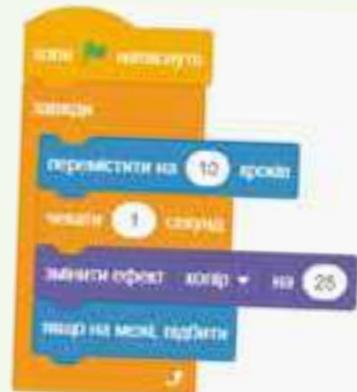 коли натиснуто
завжди
перемістити на 10 кроків
чекати 1 секунд
змінити ефект колір на 25
якщо на межі, відбити